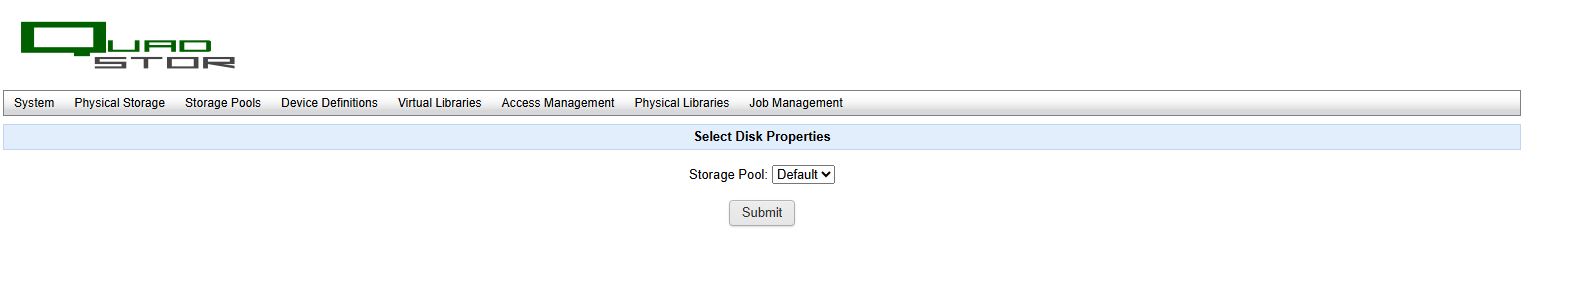 QUAD
STOR
System Physical Storage Storage Pools Device Definitions Virtual Libraries Access Management Physical Libraries Job Management
Select Disk Properties
Storage Pool: Default
Submit